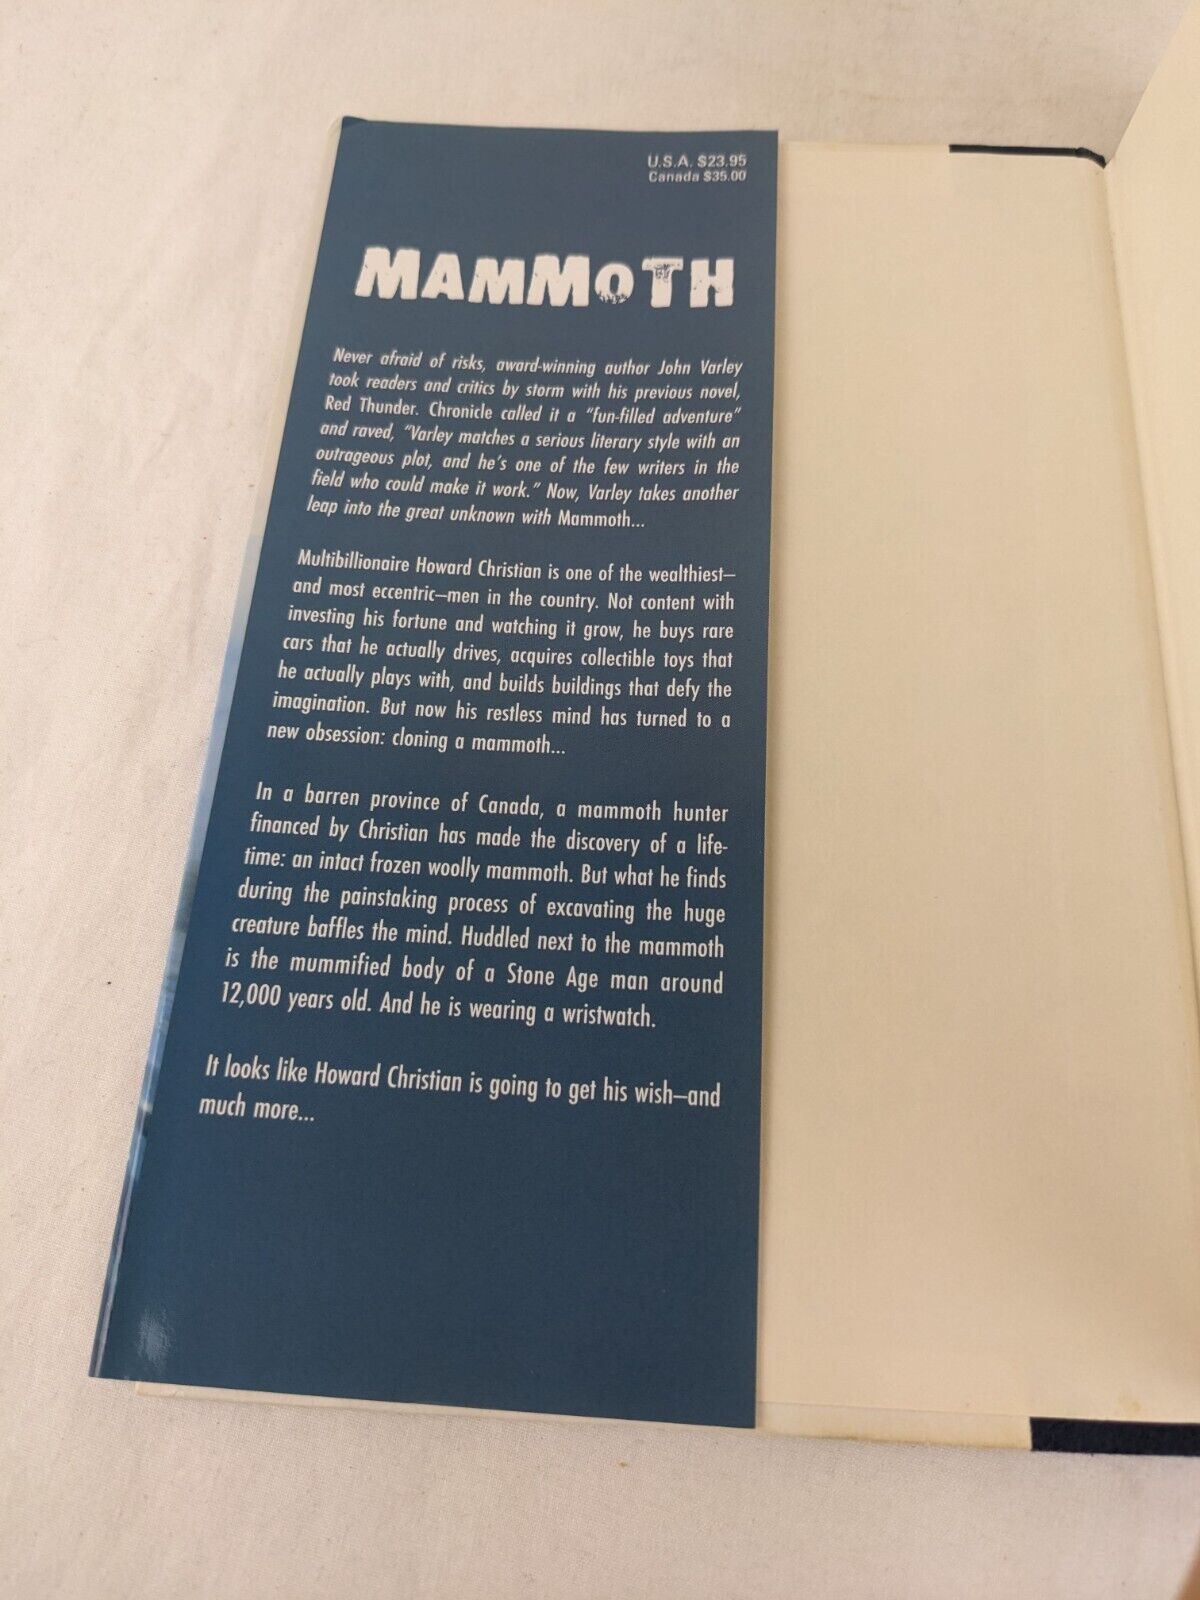 U.S.A. $23.95
Canada $35.00
MAMMOTH
Never afraid of risks, award-winning author John Varley
took readers and critics by storm with his previous novel,
Red Thunder. Chronicle called it a "fun-filled adventure"
and raved, "Varley matches a serious literary style with an
outrageous plot, and he's one of the few writers in the
field who could make it work." Now, Varley takes another
leap into the great unknown with Mammoth...
Multibillionaire Howard Christian is one of the wealthiest—
and most eccentric—men in the country. Not content with
investing his fortune and watching it grow, he buys rare
cars that he actually drives, acquires collectible toys that
he actually plays with, and builds buildings that defy the
imagination. But now his restless mind has turned to a
new obsession: cloning a mammoth...
In a barren province of Canada, a mammoth hunter
financed by Christian has made the discovery of a life-
time: an intact frozen woolly mammoth. But what he finds
during the painstaking process of excavating the huge
creature baffles the mind. Huddled next to the mammoth
is the mummified body of a Stone Age man around
12,000 years old. And he is wearing a wristwatch.
It looks like Howard Christian is going to get his wish—and
much more...